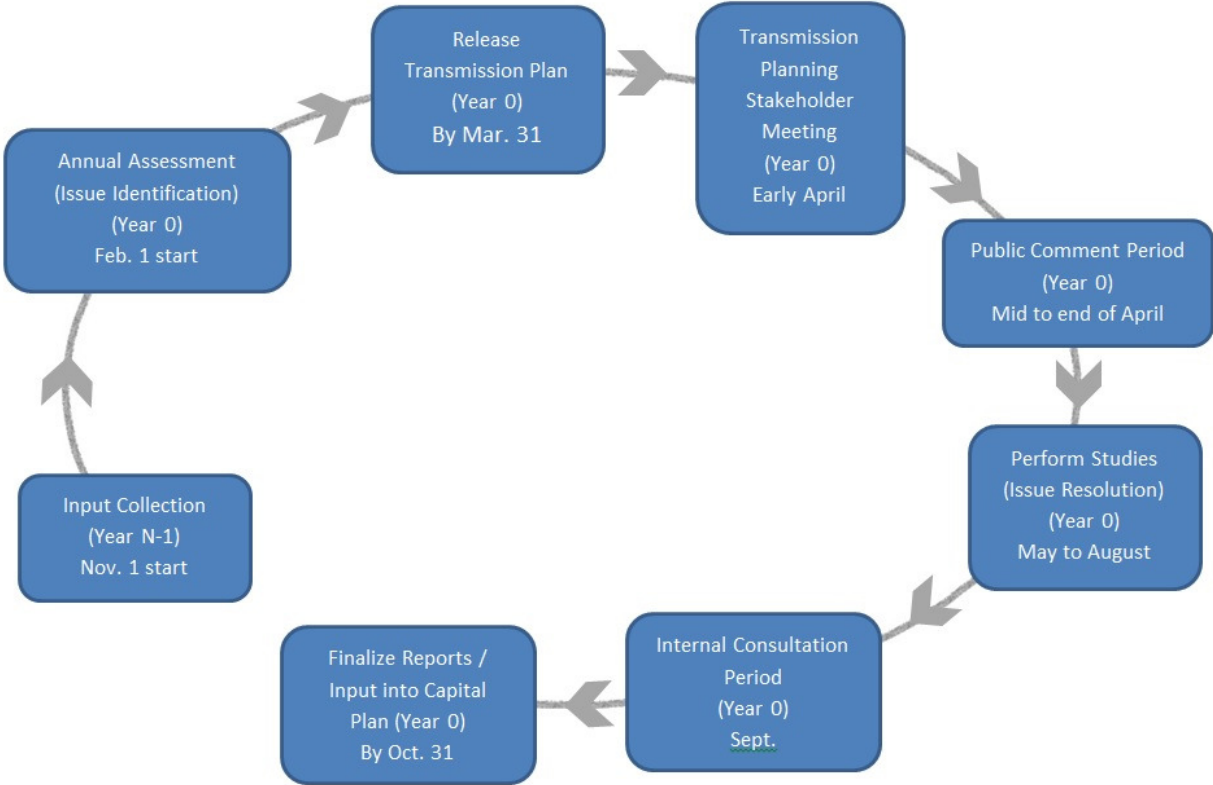 Release
Transmission Plan
(Year 0)
By Mar. 31
Transmission
Planning
Stakeholder
Meeting
(Year 0)
Early April
Annual Assessment
(Issue Identification)
(Year 0)
Feb. 1 start
Public Comment Period
(Year 0)
Mid to end of April
Perform Studies
(Issue Resolution)
(Year 0)
May to August
Input Collection
(Year N-1)
Nov. 1 start
Internal Consultation
Period
(Year 0)
Sept.
Finalize Reports /
Input into Capital
Plan (Year 0)
By Oct. 31